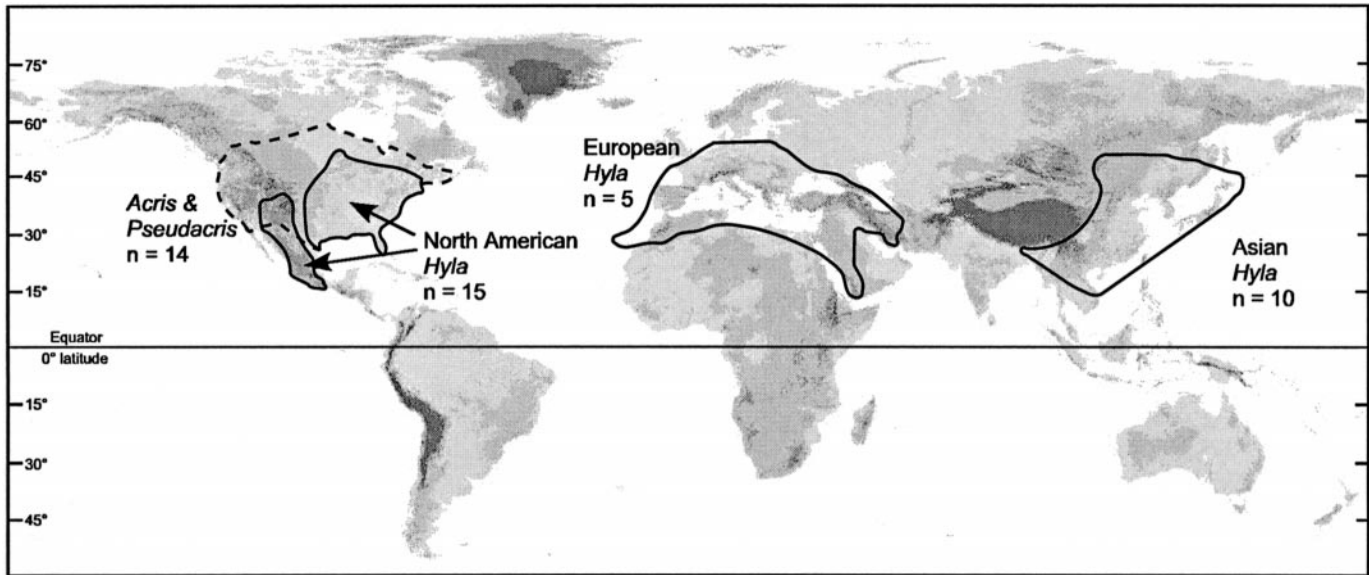 75°
60°
45°
30°
15°
Equator
0° latitude
15°
30°
45°
Acris &
Pseudacris
n = 14
North American
Hyla
n = 15
European
Hyla
n = 5
Asian
Hyla
n = 10